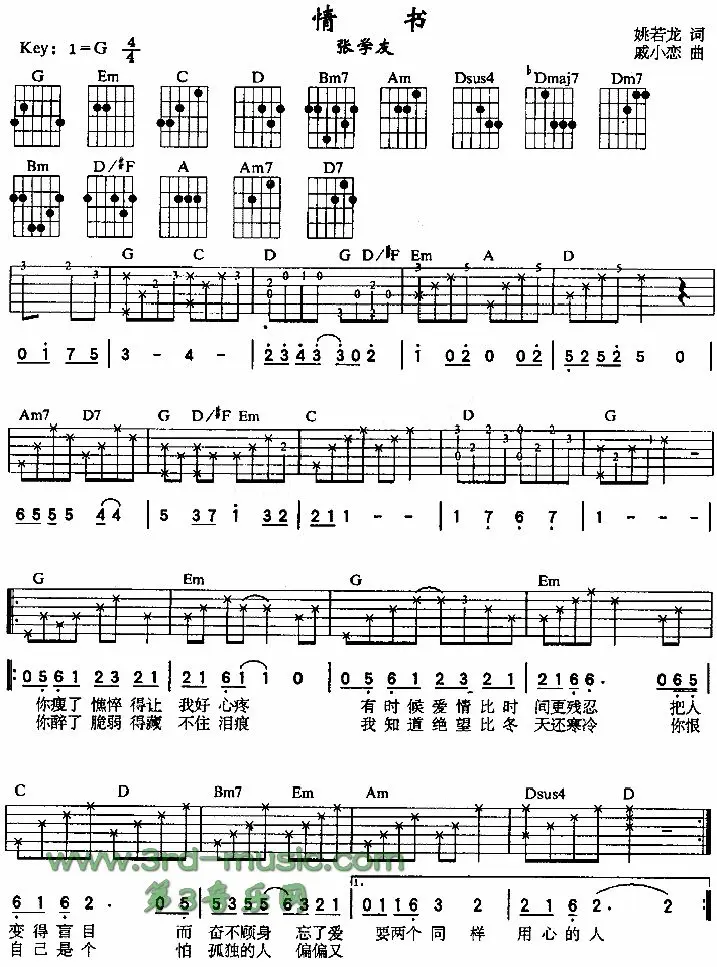 情 书
Key: 1=G 4/4 张学友 姚若龙 词
戚小恋 曲
G Em C D Bm7 Am Dsus4 ♭Dmaj7 Dm7
Bm D/♯F A Am7 D7
G C D G D/♯F Em A D
0 1 7 5 3 - 4 - 2 3 4 3 3 0 2 1 0 2 0 0 2 5 2 5 2 5 0
Am7 D7 G D/♯F Em C D G
6 5 5 5 4 4 5 3 7 1 3 2 2 1 1 - - 1 7 6 7 1 - - -
G Em G Em
0 5 6 1 2 3 2 1 2 1 6 1 1 0 0 5 6 1 2 3 2 1 2 1 6 6 . 0 6 5
你瘦了 憔悴 得让 我好 心疼 有时候爱情比时 间更残忍 把人
你醉了 脆弱 得藏 不住 泪痕 我知道绝望比冬 天还寒冷 你恨
C D Bm7 Em Am Dsus4 D
www.3rd-music.com
第3音乐网
6 1 6 2 . 0 5 5 3 5 5 6 3 2 1 1. 0 1 1 6 3 2 2 1 6 2 . 2
变得盲目 而 奋不顾身 忘了爱 要两个同样 用心的人
自己是个 怕 孤独的人 偏偏又